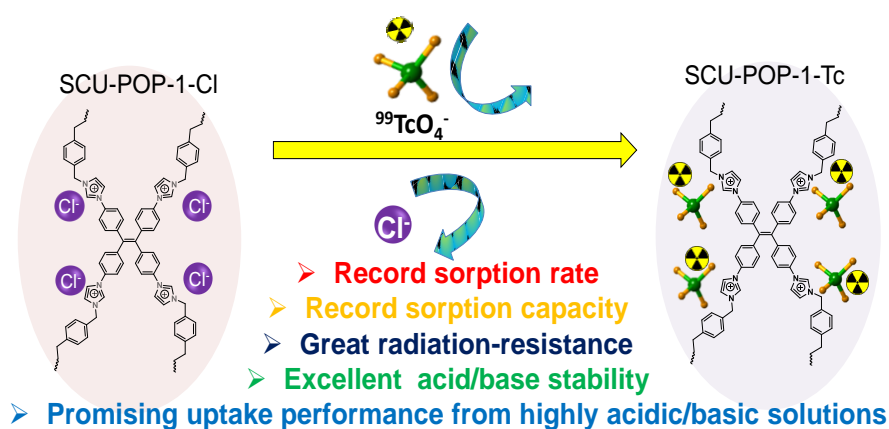 SCU-POP-1-Cl
SCU-POP-1-Tc
⁹⁹TcO₄⁻
Cl⁻
Cl⁻
Cl⁻
Cl⁻
Cl⁻
N
N
N
N
N
N
N
N
➢ Record sorption rate
➢ Record sorption capacity
➢ Great radiation-resistance
➢ Excellent acid/base stability
➢ Promising uptake performance from highly acidic/basic solutions
N
N
N
N
N
N
N
N